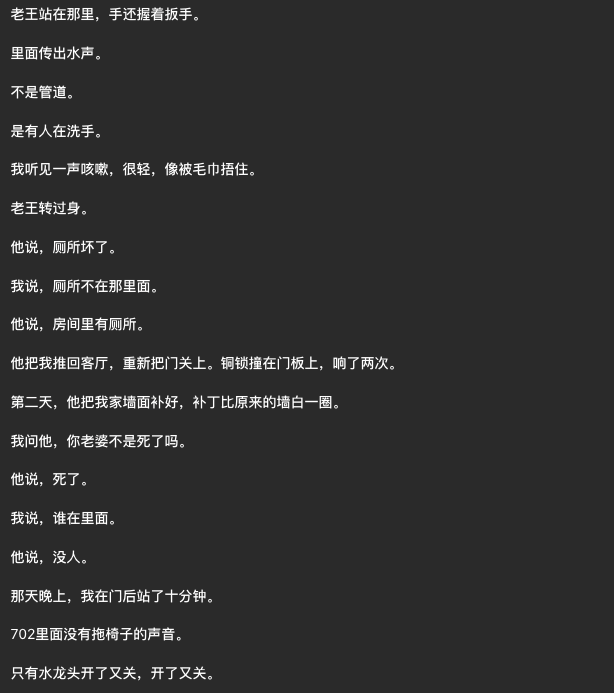 老王站在那里，手还握着扳手。
里面传出水声。
不是管道。
是有人在洗手。
我听见一声咳嗽，很轻，像被毛巾捂住。
老王转过身。
他说，厕所坏了。
我说，厕所不在那里面。
他说，房间里有厕所。
他把我推回客厅，重新把门关上。铜锁撞在门板上，响了两次。
第二天，他把我家墙面补好，补丁比原来的墙白一圈。
我问他，你老婆不是死了吗。
他说，死了。
我说，谁在里面。
他说，没人。
那天晚上，我在门后站了十分钟。
702里面没有拖椅子的声音。
只有水龙头开了又关，开了又关。